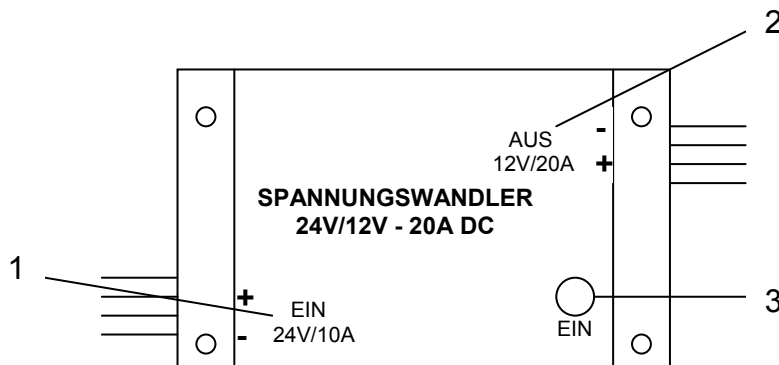 2
-
AUS
12V/20A
+
SPANNUNGSWANDLER
24V/12V - 20A DC
1
+
EIN
24V/10A
-
EIN
3